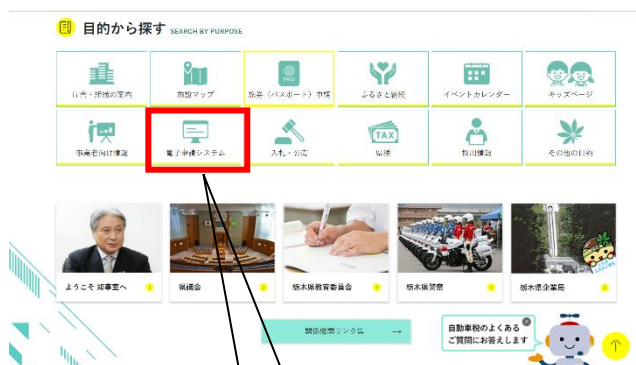 目的から探す SEARCH BY PURPOSE
庁舎・組織の案内 施設マップ 旅券（パスポート）申請 ふるさと納税 イベントカレンダー キッズページ
事業者向け情報 電子申請システム 入札・公売 県税 採用情報 その他の目的
TAX
ようこそ 知事室へ 県議会 栃木県教育委員会 栃木県警察 栃木県企業局
関係機関リンク集 →
自動車税のよくある
ご質問にお答えします